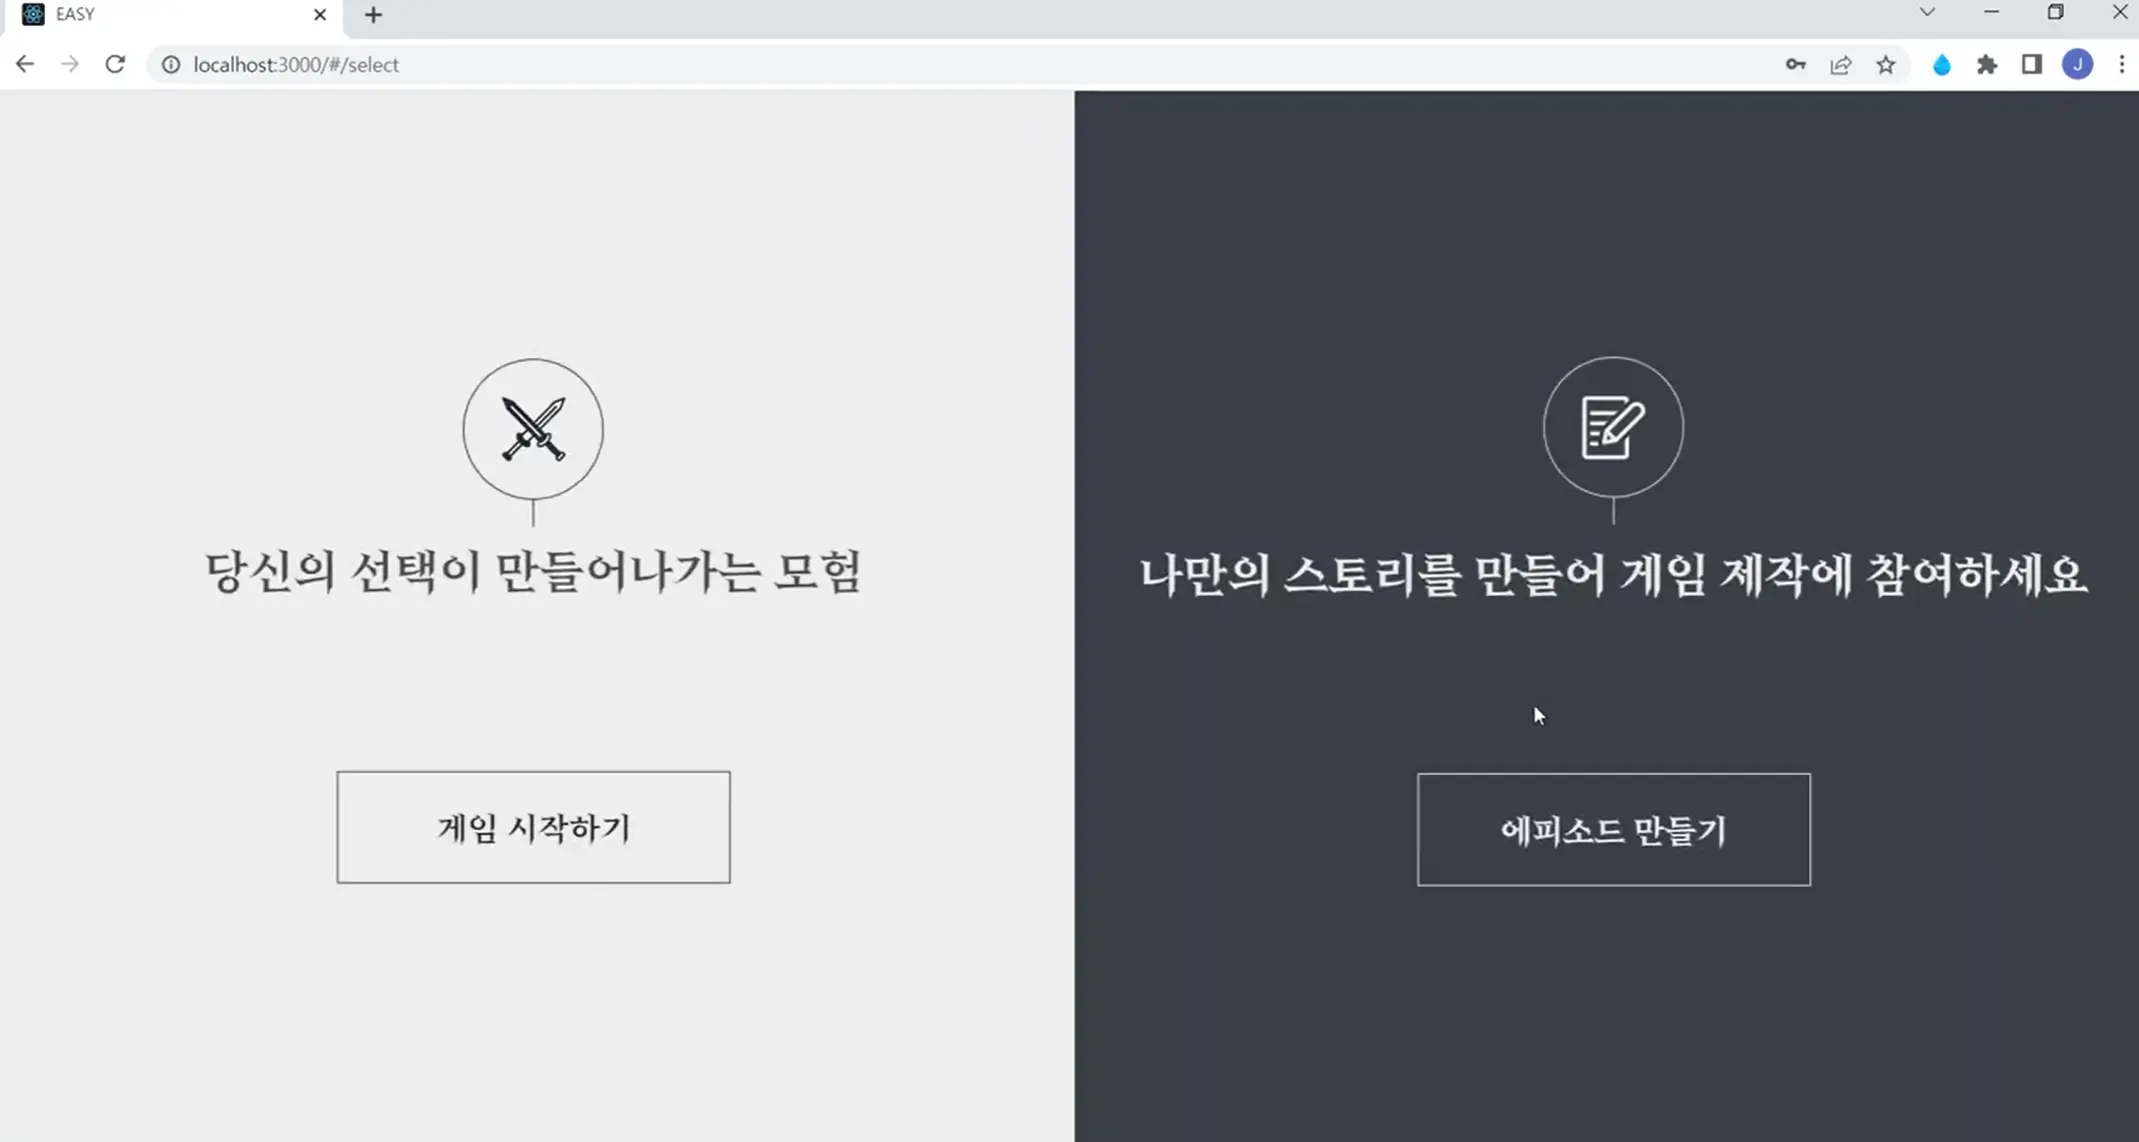 EASY
localhost:3000/#/select
J
당신의 선택이 만들어나가는 모험
게임 시작하기
나만의 스토리를 만들어 게임 제작에 참여하세요
에피소드 만들기